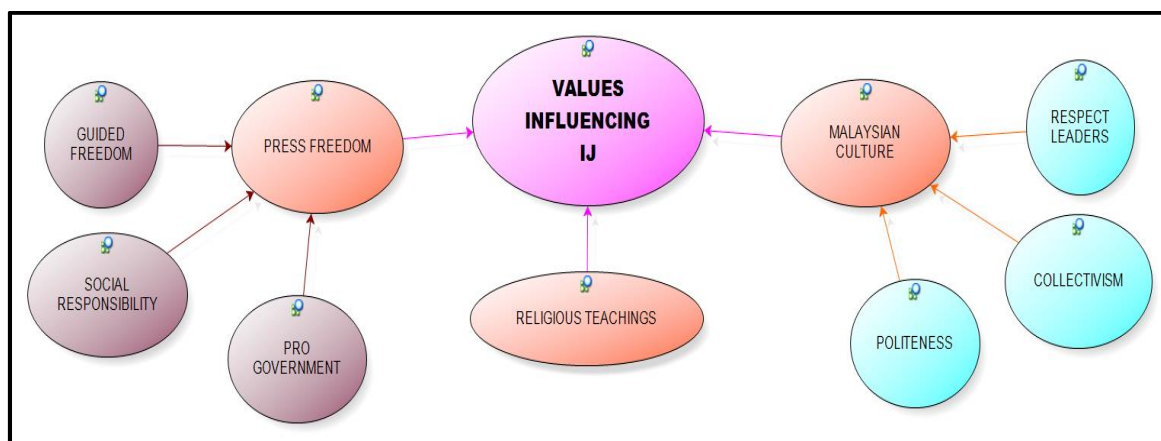 VALUES
INFLUENCING
IJ
GUIDED
FREEDOM
PRESS FREEDOM
SOCIAL
RESPONSIBILITY
PRO
GOVERNMENT
RELIGIOUS TEACHINGS
MALAYSIAN
CULTURE
RESPECT
LEADERS
COLLECTIVISM
POLITENESS